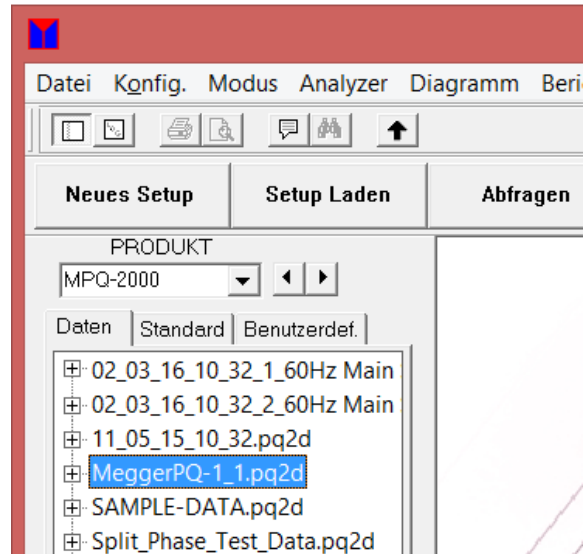 Datei Konfig. Modus Analyzer Diagramm Beri
Neues Setup Setup Laden Abfragen
PRODUKT
MPQ-2000
Daten Standard Benutzerdef.
02_03_16_10_32_1_60Hz Main
02_03_16_10_32_2_60Hz Main
11_05_15_10_32.pq2d
MeggerPQ-1_1.pq2d
SAMPLE-DATA.pq2d
Split_Phase_Test_Data.pq2d